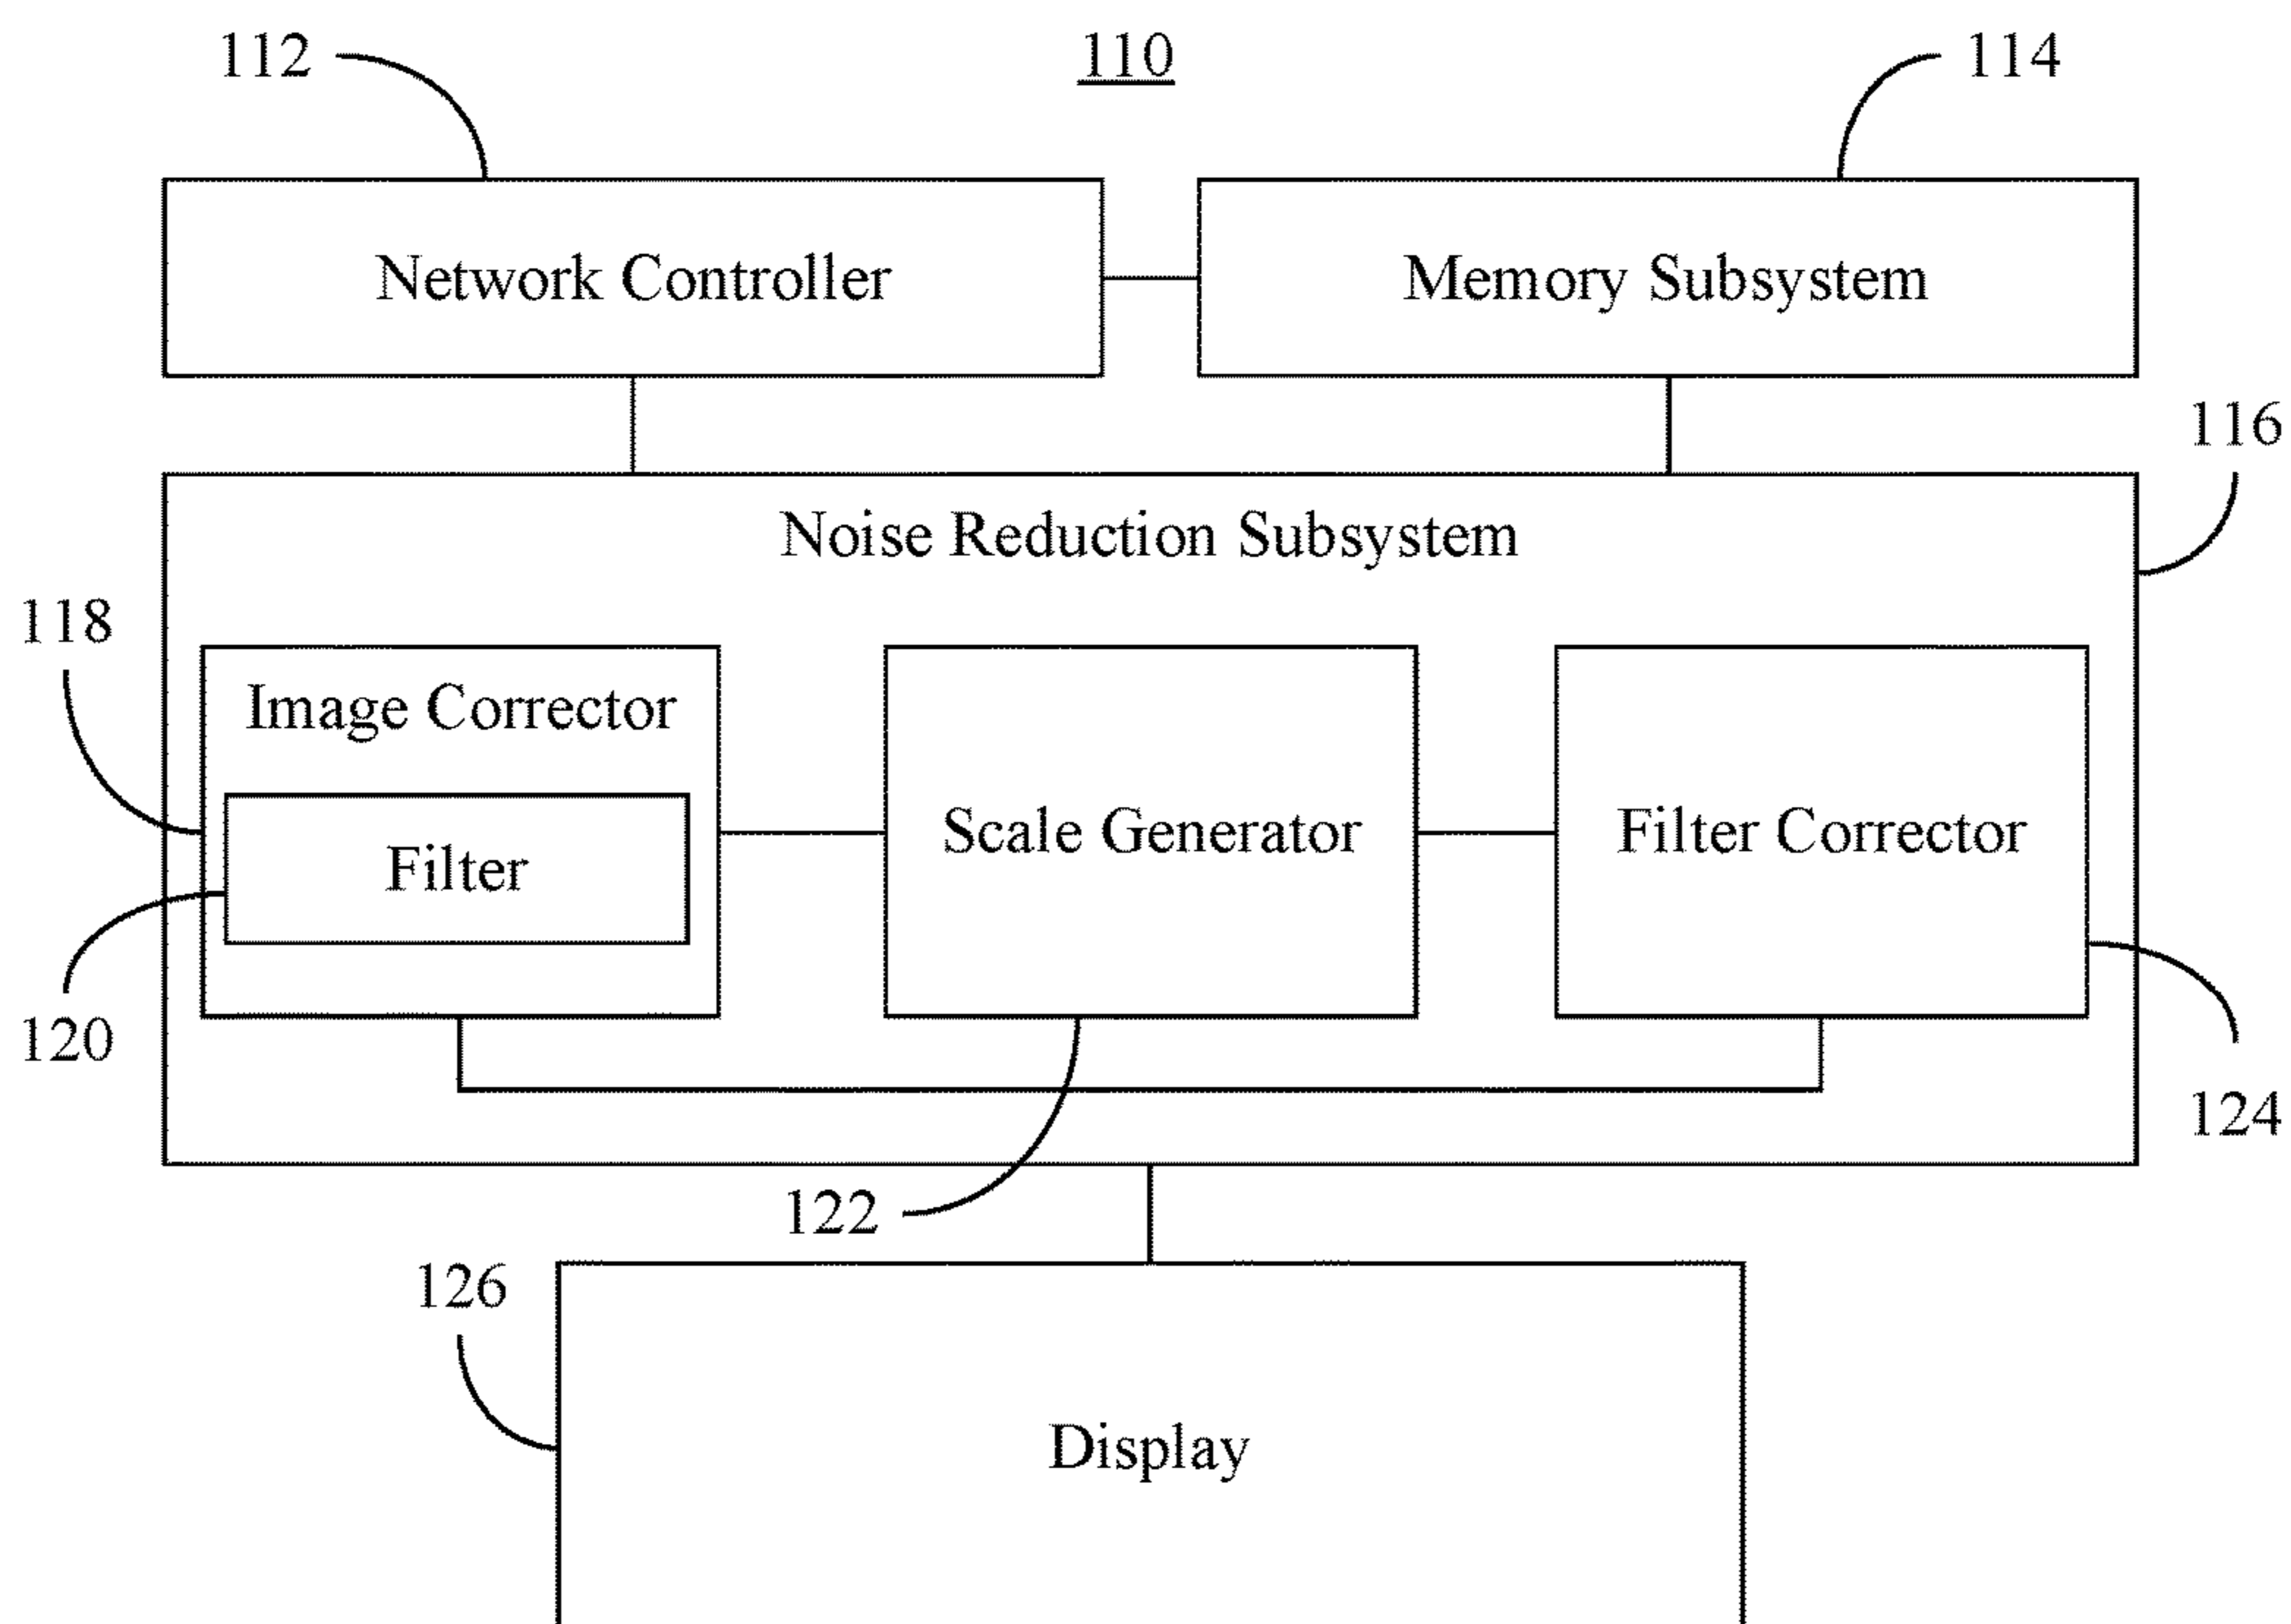 112
110
114
Network Controller
Memory Subsystem
116
Noise Reduction Subsystem
118
Image Corrector
Scale Generator
Filter Corrector
Filter
120
124
122
126
Display